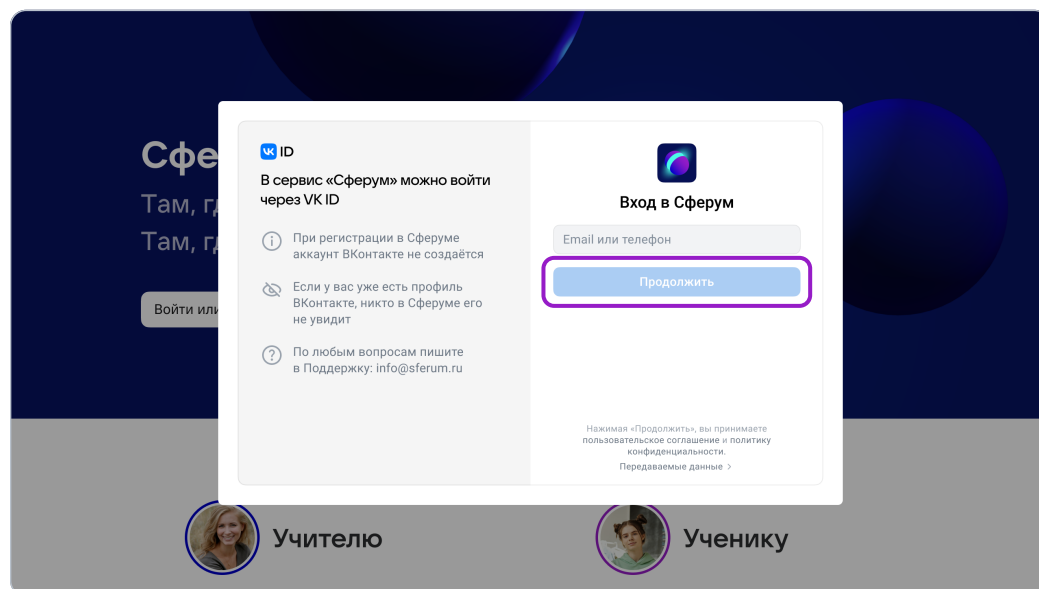 Сфе
Там, гд
Там, гд
Войти или
VK ID
В сервис «Сферум» можно войти
через VK ID
При регистрации в Сферуме
аккаунт ВКонтакте не создаётся
Если у вас уже есть профиль
ВКонтакте, никто в Сферуме его
не увидит
По любым вопросам пишите
в Поддержку: info@sferum.ru
Вход в Сферум
Email или телефон
Продолжить
Нажимая «Продолжить», вы принимаете
пользовательское соглашение и политику
конфиденциальности.
Передаваемые данные >
Учителю
Ученику